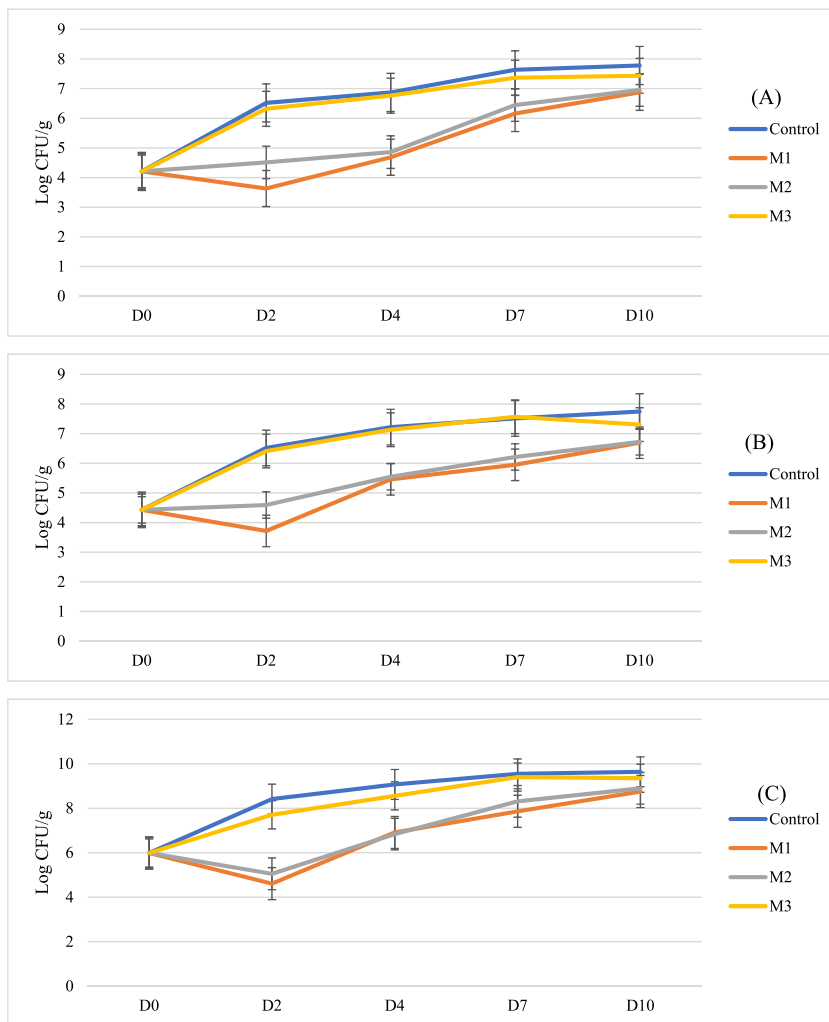 9
8
7
6
5
4
3
2
1
0
Log CFU/g
D0 D2 D4 D7 D10
(A)
Control
M1
M2
M3
9
8
7
6
5
4
3
2
1
0
Log CFU/g
D0 D2 D4 D7 D10
(B)
Control
M1
M2
M3
12
10
8
6
4
2
0
Log CFU/g
D0 D2 D4 D7 D10
(C)
Control
M1
M2
M3